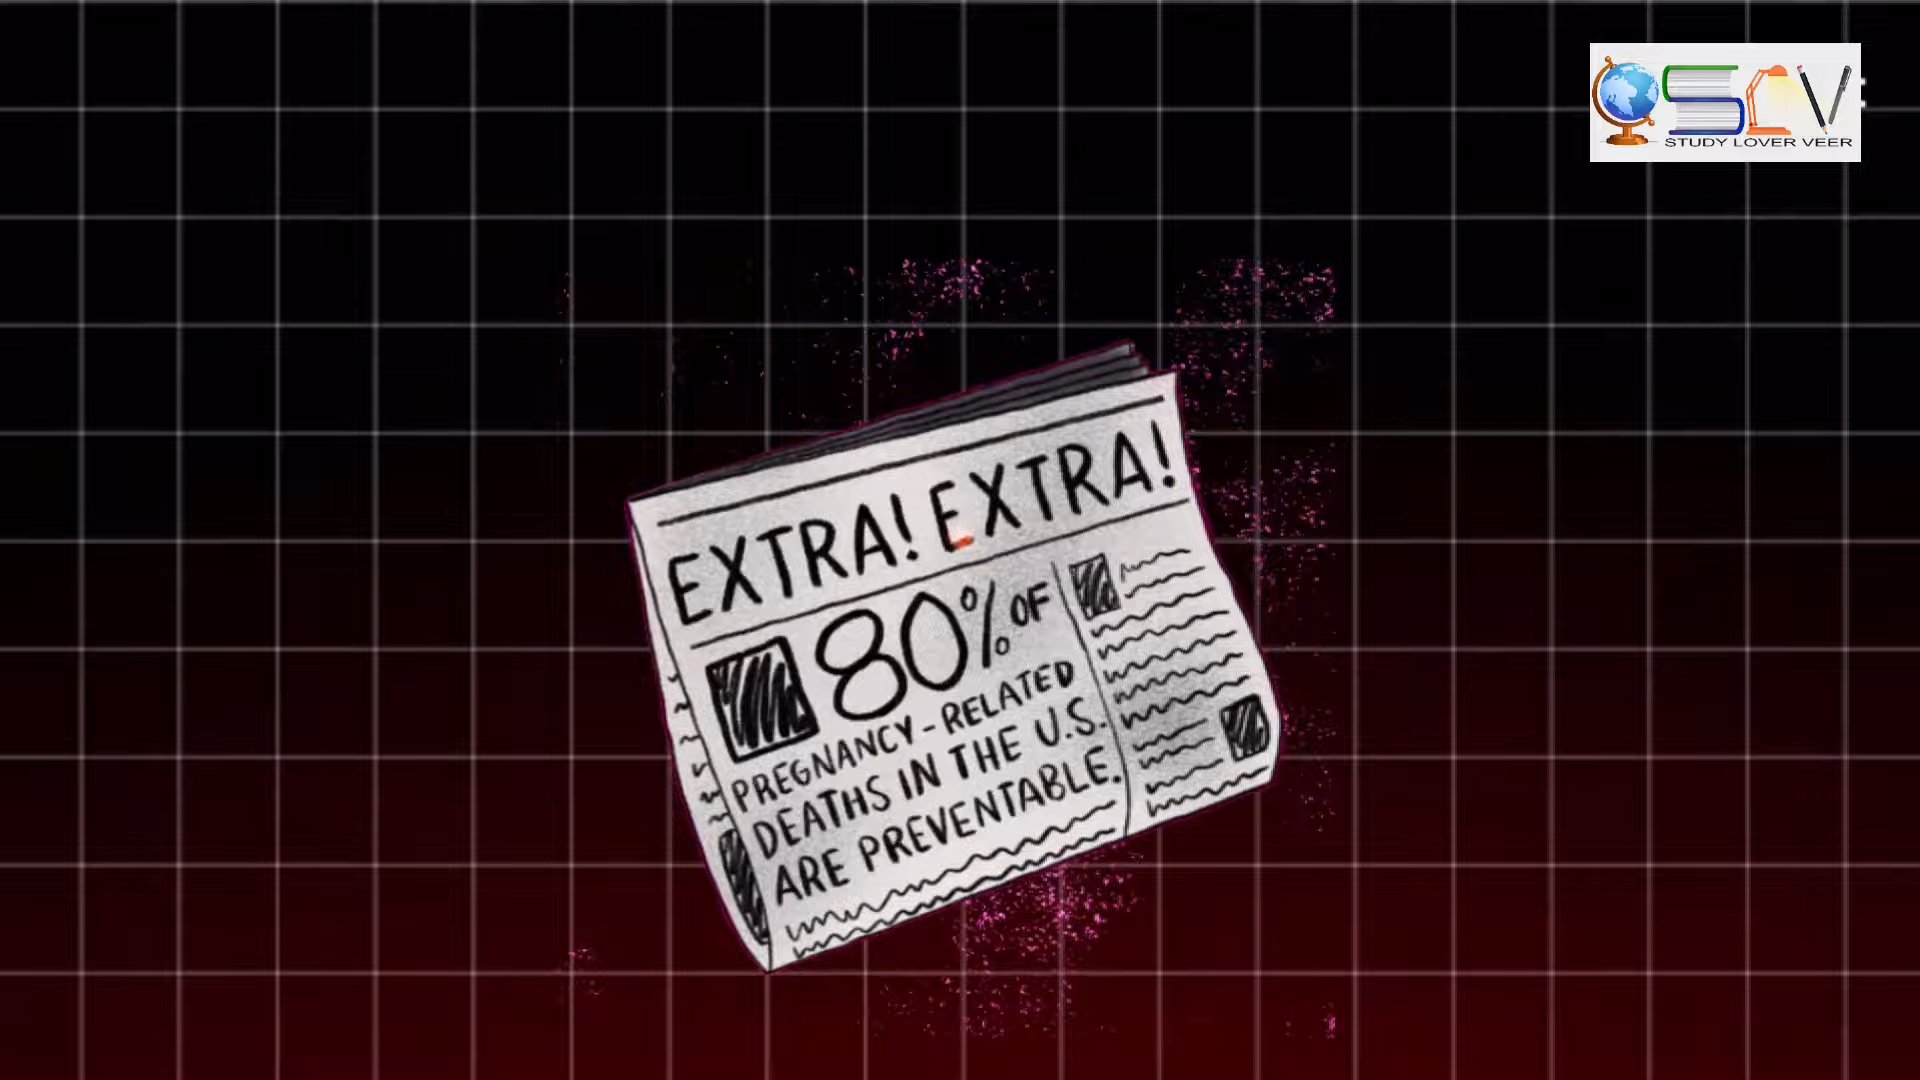 STUDY LOVER VEER
EXTRA! EXTRA!
80% OF
PREGNANCY-RELATED
DEATHS IN THE U.S.
ARE PREVENTABLE.